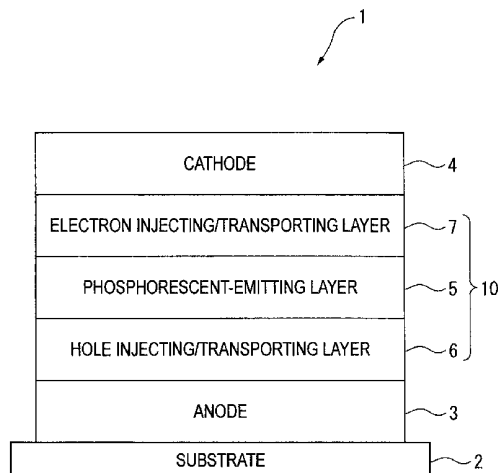 1
CATHODE 4
ELECTRON INJECTING/TRANSPORTING LAYER 7
PHOSPHORESCENT-EMITTING LAYER 5 10
HOLE INJECTING/TRANSPORTING LAYER 6
ANODE 3
SUBSTRATE 2